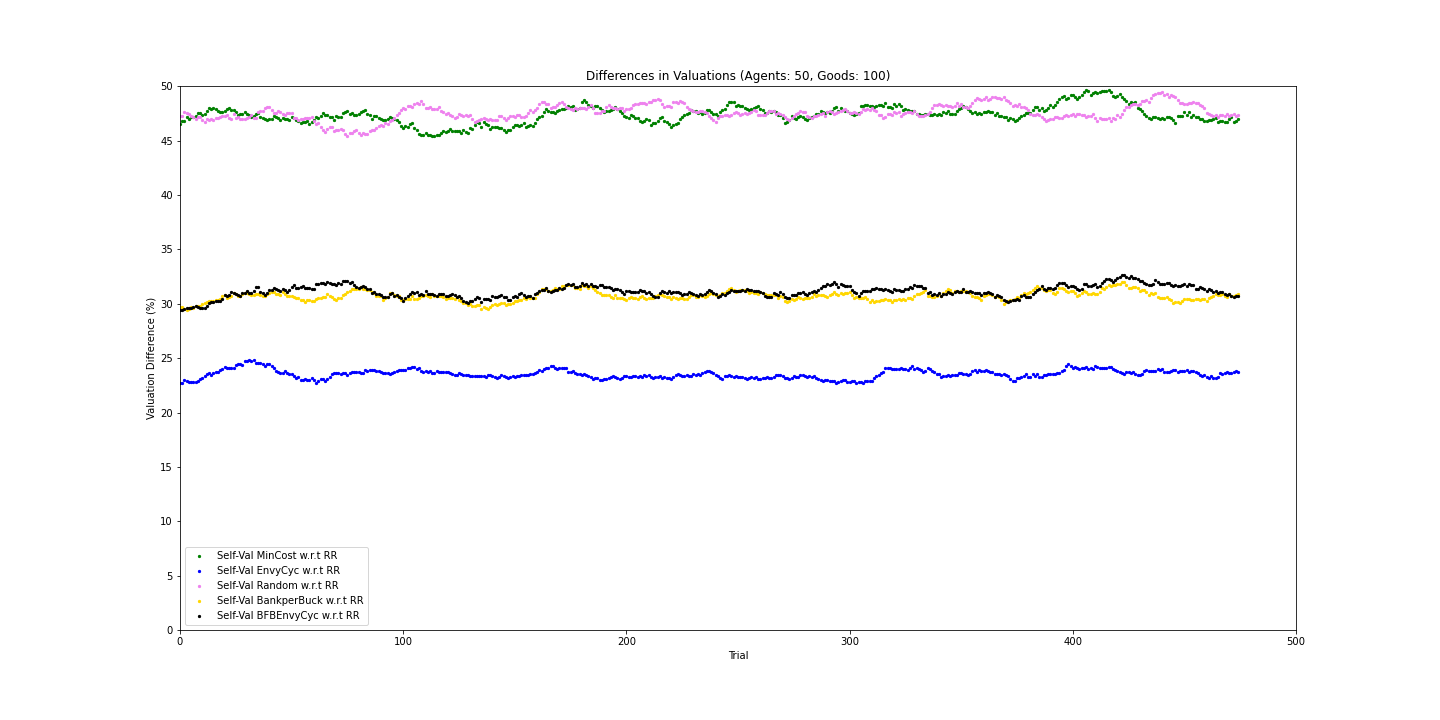 Differences in Valuations (Agents: 50, Goods: 100)
50
45
40
35
30
25
20
15
10
5
0
Valuation Difference (%)
Self-Val MinCost w.r.t RR
Self-Val EnvyCyc w.r.t RR
Self-Val Random w.r.t RR
Self-Val BankperBuck w.r.t RR
Self-Val BFBEnvyCyc w.r.t RR
0 100 200 300 400 500
Trial